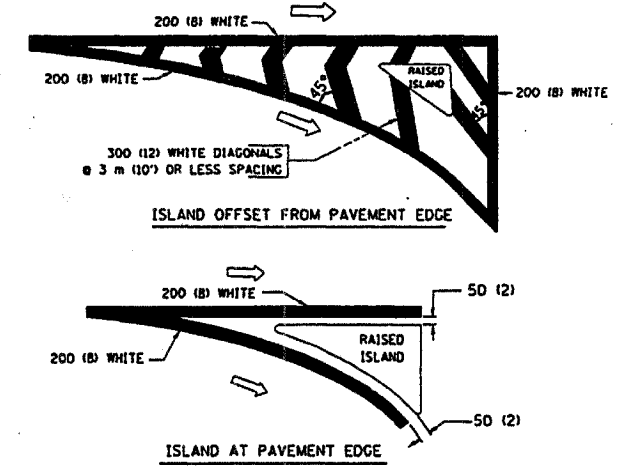 200 (8) WHITE
200 (8) WHITE
RAISED
ISLAND
45°
45°
200 (8) WHITE
300 (12) WHITE DIAGONALS
@ 3 m (10') OR LESS SPACING
ISLAND OFFSET FROM PAVEMENT EDGE
200 (8) WHITE
50 (2)
200 (8) WHITE
RAISED
ISLAND
50 (2)
ISLAND AT PAVEMENT EDGE